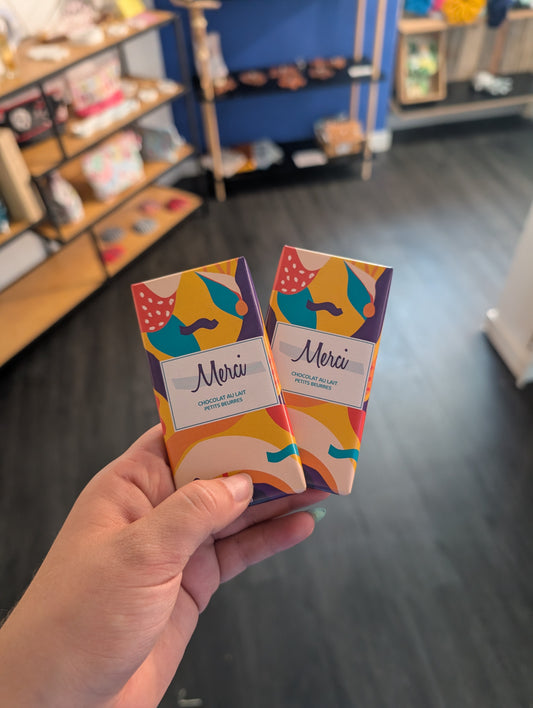 Merci
CHOCOLAT AU LAIT
PETITS BEURRES
Merci
CHOCOLAT AU LAIT
PETITS BEURRES